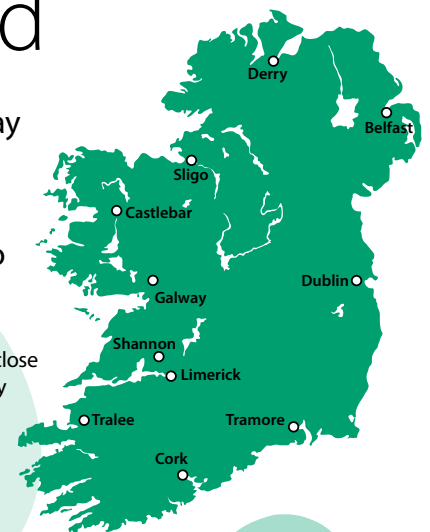 d
Derry
ay
Belfast
Sligo
Castlebar
Dublin
Galway
Shannon
close
Limerick
y
Tralee
Tramore
Cork